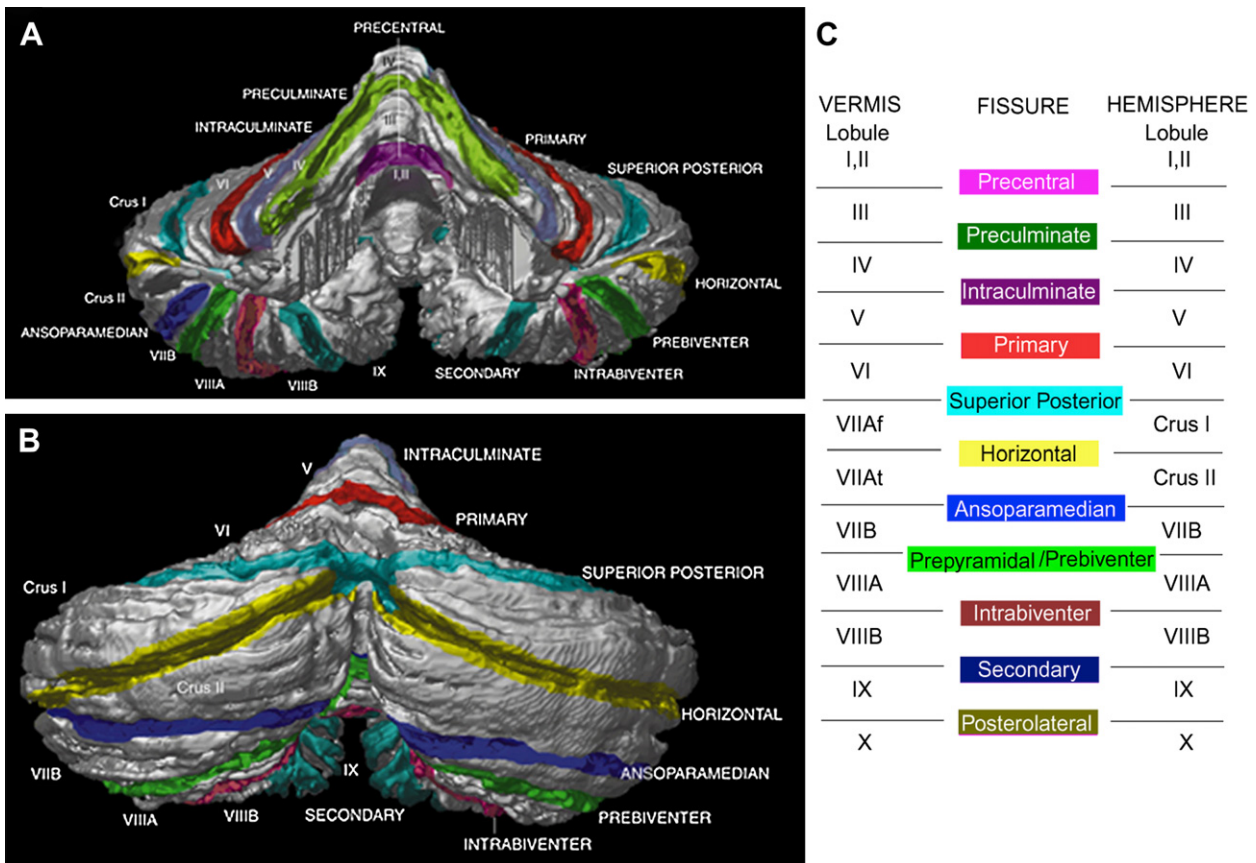 A
PRECENTRAL
IV
PRECULMINATE
III
INTRACULMINATE
PRIMARY
IV
V
I,II
SUPERIOR POSTERIOR
VI
Crus I
HORIZONTAL
Crus II
ANSOPARAMEDIAN
PREBIVENTER
VIIB
VIIIA
VIIIB
IX
SECONDARY
INTRABIVENTER
B
INTRACULMINATE
V
PRIMARY
VI
SUPERIOR POSTERIOR
Crus I
Crus II
HORIZONTAL
VIIB
IX
ANSOPARAMEDIAN
VIIIA
VIIIB
SECONDARY
PREBIVENTER
INTRABIVENTER
C
VERMIS FISSURE HEMISPHERE
Lobule Lobule
I,II I,II
Precentral
III III
Preculminate
IV IV
Intraculminate
V V
Primary
VI VI
Superior Posterior
VIIAf Crus I
Horizontal
VIIAt Crus II
Ansoparamedian
VIIB VIIB
Prepyramidal/Prebiventer
VIIIA VIIIA
Intrabiventer
VIIIB VIIIB
Secondary
IX IX
Posterolateral
X X